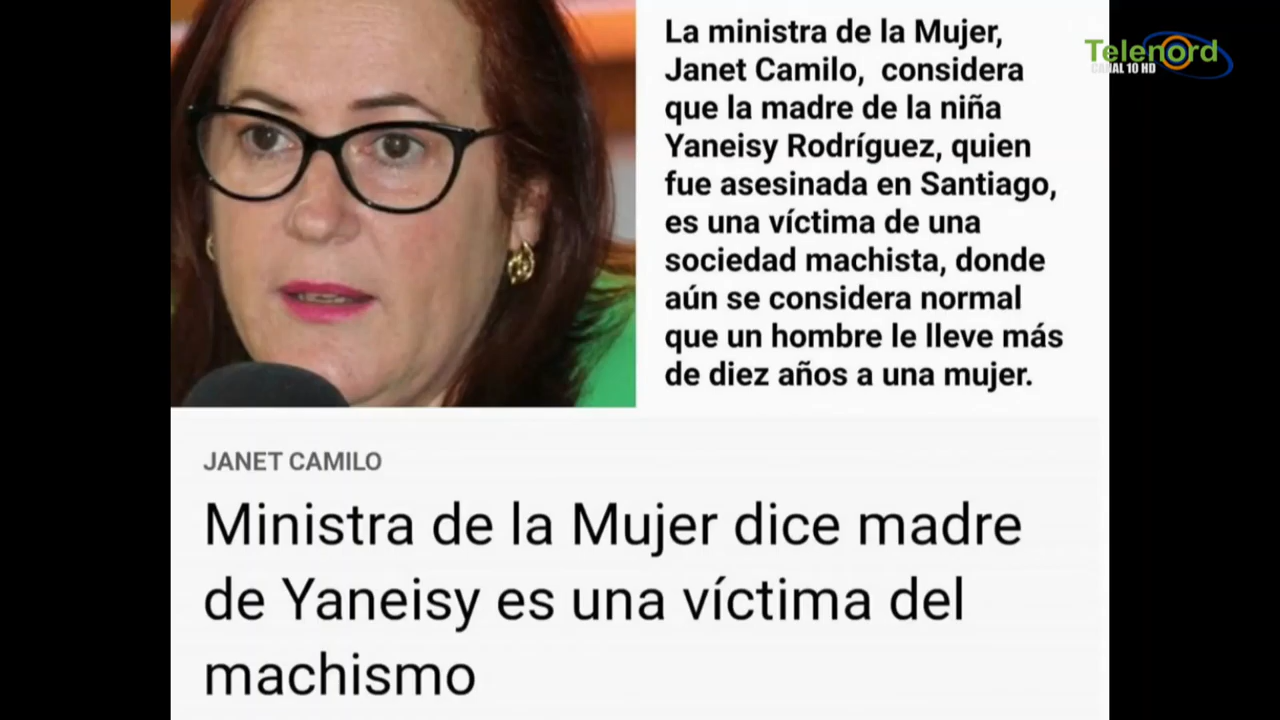 La ministra de la Mujer,
Janet Camilo, considera
que la madre de la niña
Yaneisy Rodríguez, quien
fue asesinada en Santiago,
es una víctima de una
sociedad machista, donde
aún se considera normal
que un hombre le lleve más
de diez años a una mujer.
Telenord
CANAL 10 HD
JANET CAMILO
Ministra de la Mujer dice madre
de Yaneisy es una víctima del
machismo